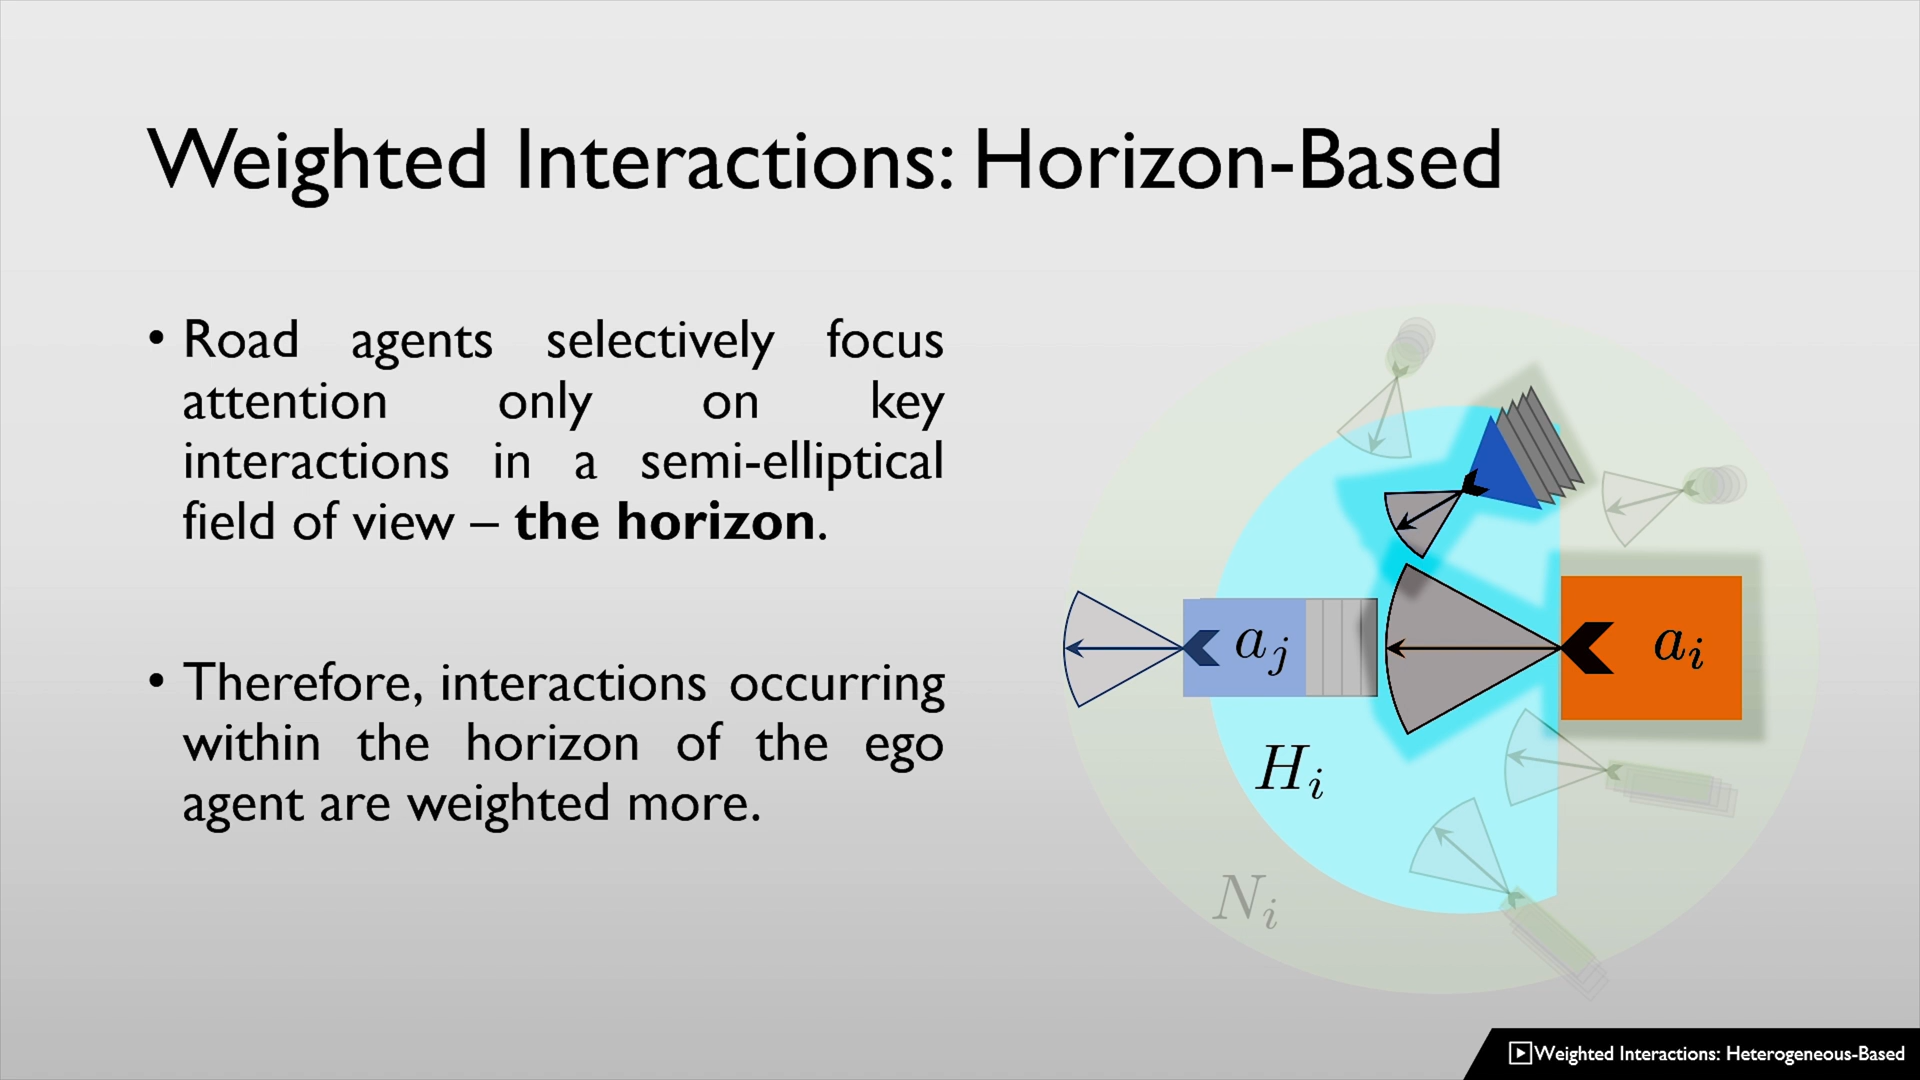 Weighted Interactions: Horizon-Based
• Road agents selectively focus
attention only on key
interactions in a semi-elliptical
field of view – the horizon.
• Therefore, interactions occurring
within the horizon of the ego
agent are weighted more.
a_j
a_i
H_i
N_i
Weighted Interactions: Heterogeneous-Based